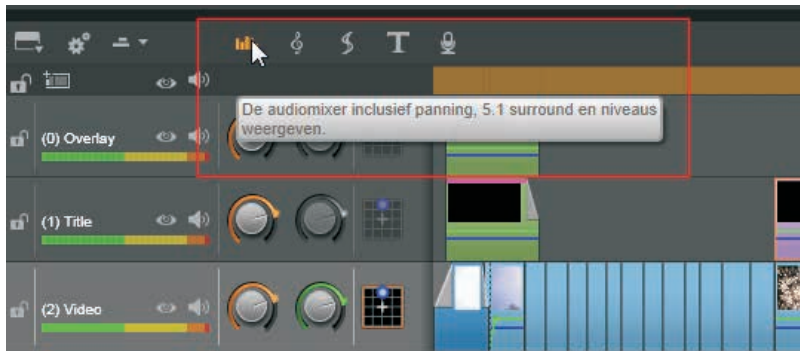 De audiomixer inclusief panning, 5.1 surround en niveaus
weergeven.
(0) Overlay
(1) Title
(2) Video